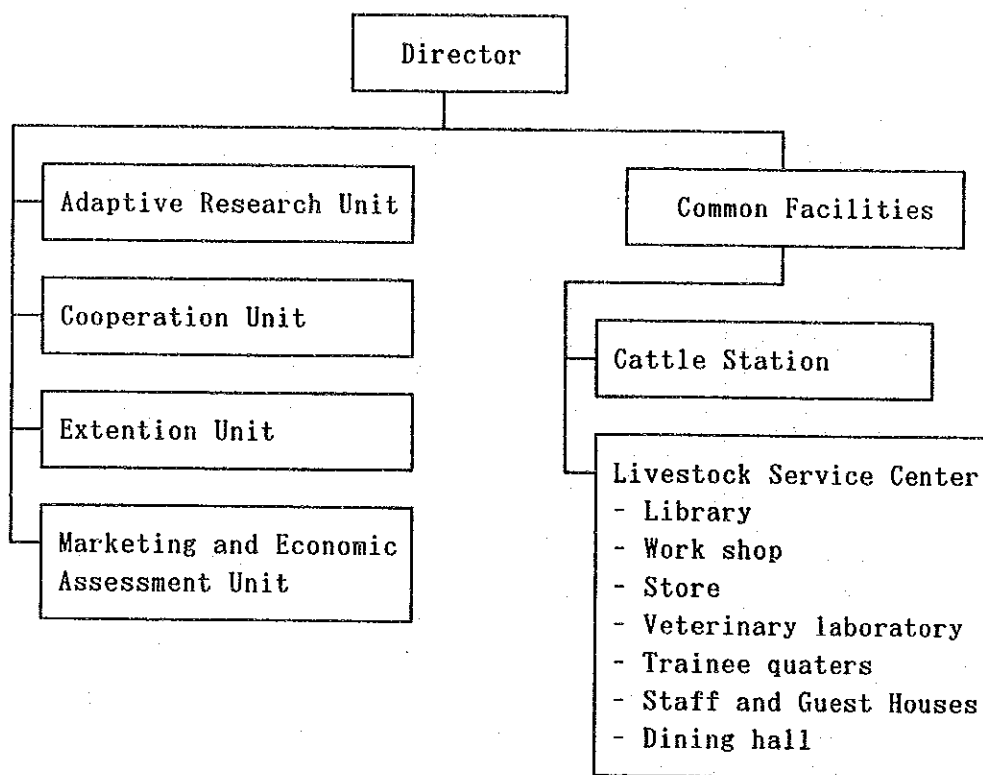 Director
Adaptive Research Unit
Cooperation Unit
Extention Unit
Marketing and Economic
Assessment Unit
Common Facilities
Cattle Station
Livestock Service Center
- Library
- Work shop
- Store
- Veterinary laboratory
- Trainee quaters
- Staff and Guest Houses
- Dining hall